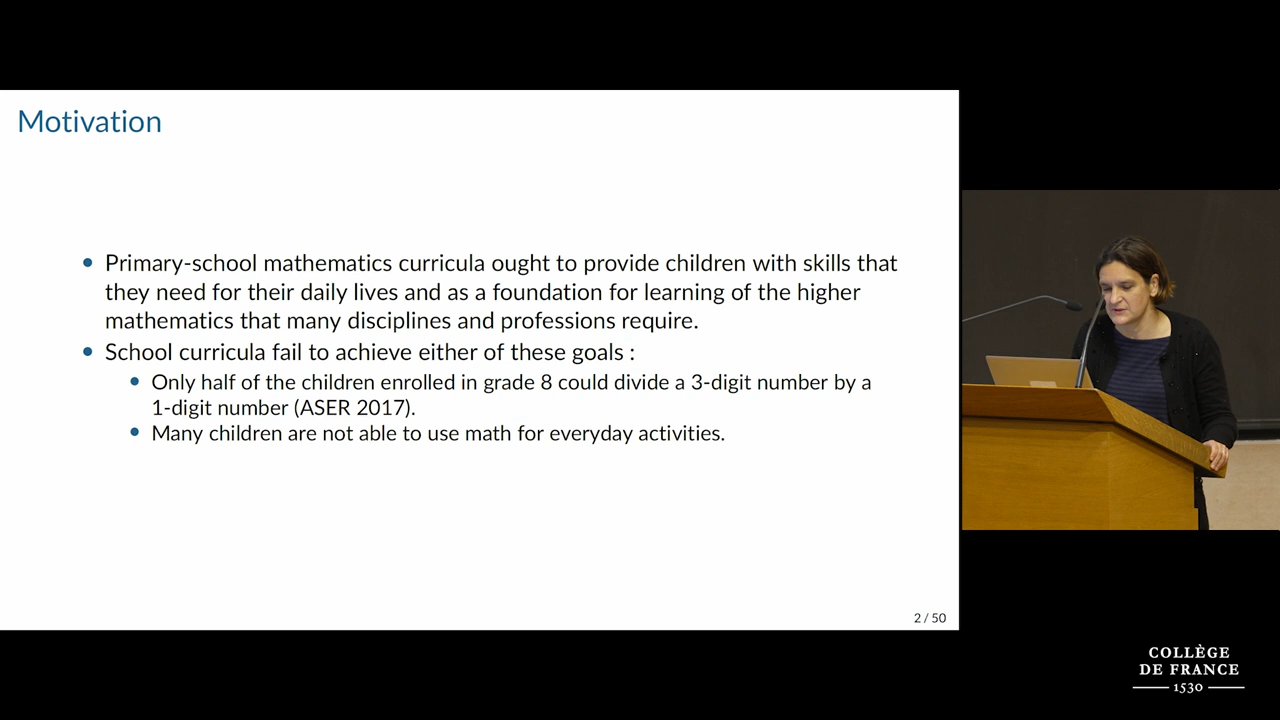 Motivation
• Primary-school mathematics curricula ought to provide children with skills that
they need for their daily lives and as a foundation for learning of the higher
mathematics that many disciplines and professions require.
• School curricula fail to achieve either of these goals :
• Only half of the children enrolled in grade 8 could divide a 3-digit number by a
1-digit number (ASER 2017).
• Many children are not able to use math for everyday activities.
2 / 50
COLLÈGE
DE FRANCE
1530